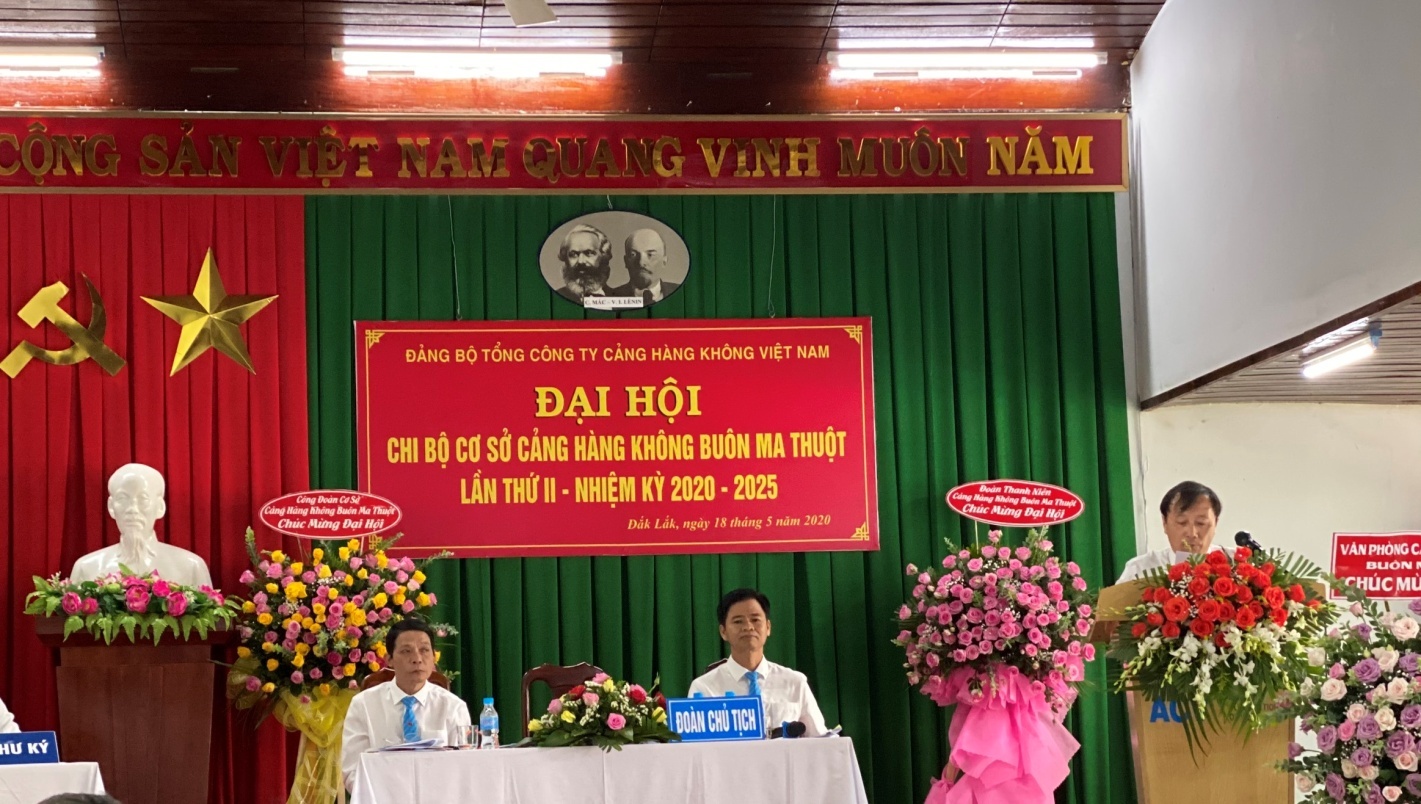 CỘNG SẢN VIỆT NAM QUANG VINH MUÔN NĂM
C. MÁC - V. I. LÊNIN
ĐẢNG BỘ TỔNG CÔNG TY CẢNG HÀNG KHÔNG VIỆT NAM
ĐẠI HỘI
CHI BỘ CƠ SỞ CẢNG HÀNG KHÔNG BUÔN MA THUỘT
LẦN THỨ II - NHIỆM KỲ 2020 - 2025
Đắk Lắk, ngày 18 tháng 5 năm 2020
Công Đoàn Cơ Sở
Cảng Hàng Không Buôn Ma Thuột
Chúc Mừng Đại Hội
Đoàn Thanh Niên
Cảng Hàng Không Buôn Ma Thuột
Chúc Mừng Đại Hội
VĂN PHÒNG C
BUÔN
CHÚC MỪ
ĐOÀN CHỦ TỊCH
HƯ KÝ